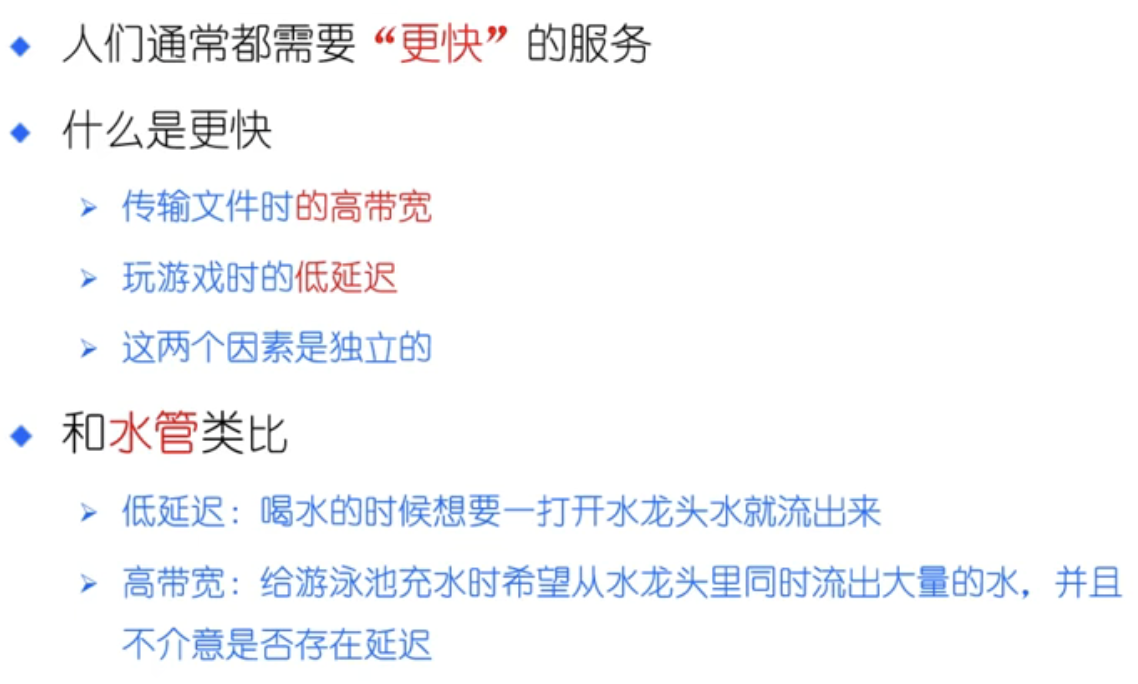 人们通常都需要“更快”的服务
什么是更快
传输文件时的高带宽
玩游戏时的低延迟
这两个因素是独立的
和水管类比
低延迟：喝水的时候想要一打开水龙头水就流出来
高带宽：给游泳池充水时希望从水龙头里同时流出大量的水，并且
不介意是否存在延迟